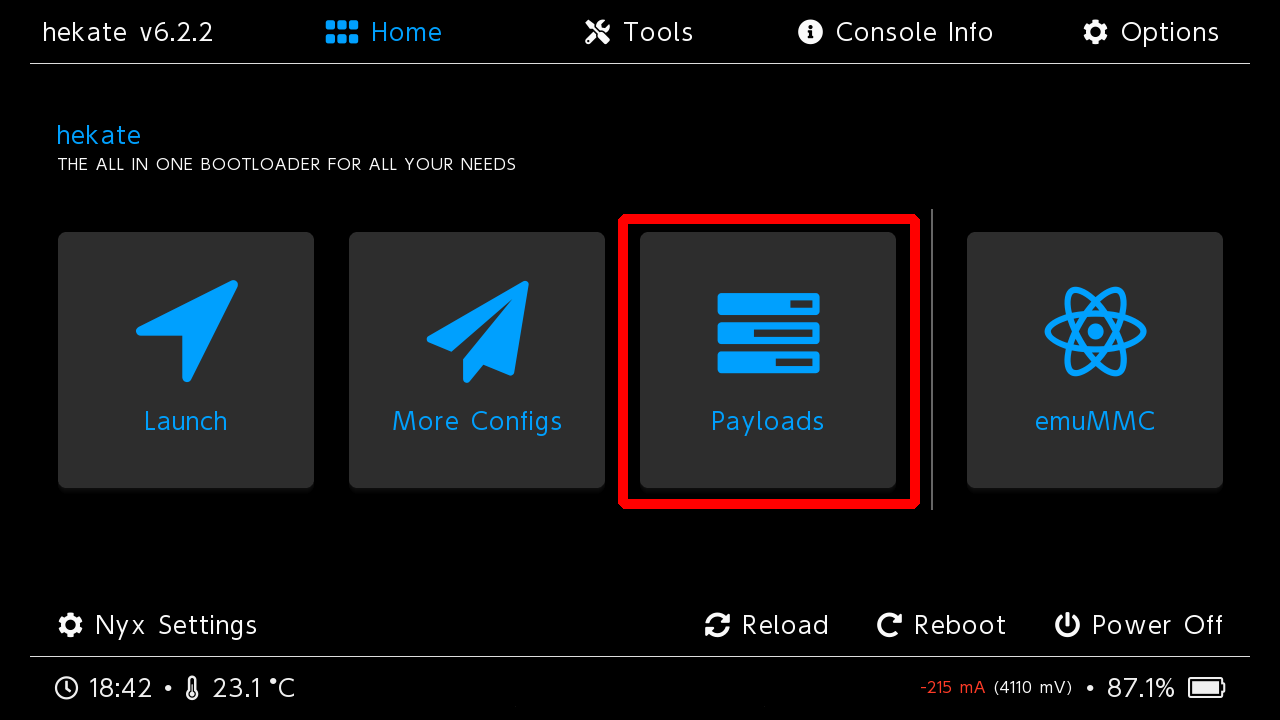 hekate v6.2.2 Home Tools Console Info Options
hekate
THE ALL IN ONE BOOTLOADER FOR ALL YOUR NEEDS
Launch More Configs Payloads emuMMC
Nyx Settings Reload Reboot Power Off
18:42 • 23.1 °C -215 mA (4110 mV) • 87.1%